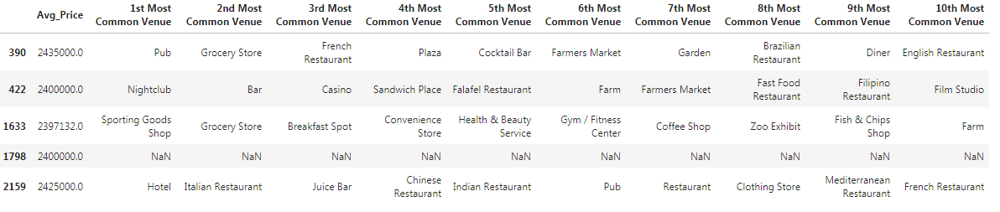 Avg_Price 1st Most Common Venue 2nd Most Common Venue 3rd Most Common Venue 4th Most Common Venue 5th Most Common Venue 6th Most Common Venue 7th Most Common Venue 8th Most Common Venue 9th Most Common Venue 10th Most Common Venue
390 2435000.0 Pub Grocery Store French Restaurant Plaza Cocktail Bar Farmers Market Garden Brazilian Restaurant Diner English Restaurant
422 2400000.0 Nightclub Bar Casino Sandwich Place Falafel Restaurant Farm Farmers Market Fast Food Restaurant Filipino Restaurant Film Studio
1633 2397132.0 Sporting Goods Shop Grocery Store Breakfast Spot Convenience Store Health & Beauty Service Gym / Fitness Center Coffee Shop Zoo Exhibit Fish & Chips Shop Farm
1798 2400000.0 NaN NaN NaN NaN NaN NaN NaN NaN NaN NaN
2159 2425000.0 Hotel Italian Restaurant Juice Bar Chinese Restaurant Indian Restaurant Pub Restaurant Clothing Store Mediterranean Restaurant French Restaurant